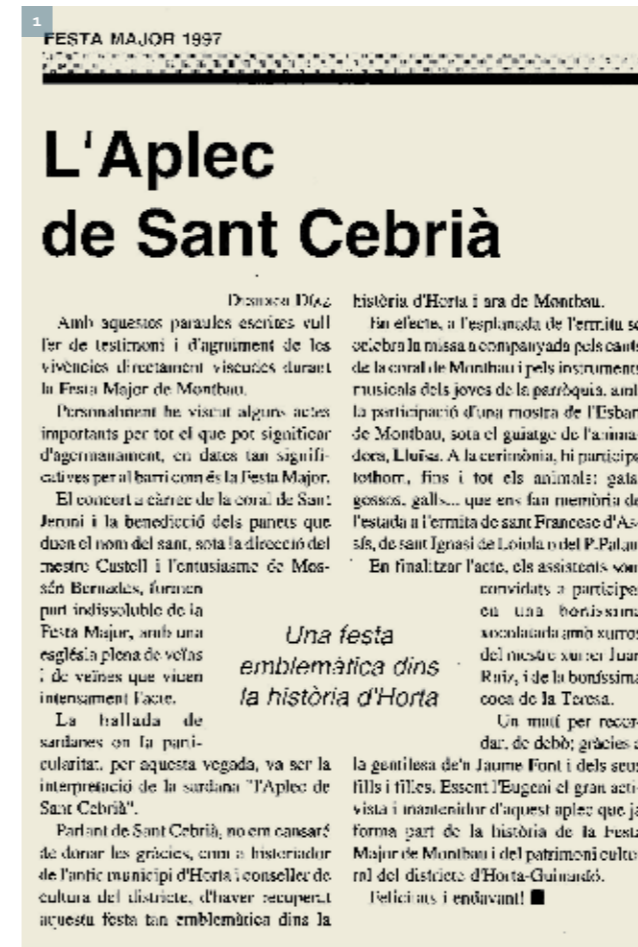 1
FESTA MAJOR 1997
L'Aplec
de Sant Cebrià
Desideri Díez
Amb aquestes paraules escrites vull
fer de testimoni i d'agraïment de les
vivències directament viscudes durant
la Festa Major de Montbau.
Personalment he viscut alguns actes
importants per tot el que pot significar
d'agermanament, en dates tan signifi-
catives per al barri com és la Festa Major.
El concert a càrrec de la coral de Sant
Jeroni i la benedicció dels panets que
duen el nom del sant, sota la direcció del
mestre Castell i l'entusiasme de Mos-
sèn Bernades, formen
part indissoluble de la
Festa Major, amb una
església plena de veïns
i de veïnes que viuen
intensament l'acte.
La ballada de
sardanes on la parti-
cularitat, per aquesta vegada, va ser la
interpretació de la sardana "l'Aplec de
Sant Cebrià".
Parlant de Sant Cebrià, no em cansaré
de donar les gràcies, com a historiador
de l'antic municipi d'Horta i conseller de
cultura del districte, d'haver recuperat
aquesta festa tan emblemàtica dins la
Una festa
emblemàtica dins
la història d'Horta
història d'Horta i ara de Montbau.
En efecte, a l'esplanada de l'ermita se
celebra la missa acompanyada pels cants
de la coral de Montbau i pels instruments
musicals dels joves de la parròquia, amb
la participació d'una mostra de l'Esbart
de Montbau, sota el guiatge de l'anima-
dora, Lluïsa. A la cerimònia, hi participa
tothom, fins i tot els animals: gats,
gossos, galls... que ens fan memòria de
l'estada a l'ermita de sant Francesc d'As-
sís, de sant Ignasi de Loiola o del P. Palau.
En finalitzar l'acte, els assistents som
convidats a participar
en una boníssima
xocolatada amb xurros
del mestre xurrer Juan
Ruiz, i de la boníssima
coca de la Teresa.
Un matí per recor-
dar, de debò; gràcies a
la gentilesa de'n Jaume Font i dels seus
fills i filles. Essent l'Eugeni el gran acti-
vista i mantenidor d'aquest aplec que ja
forma part de la història de la Festa
Major de Montbau i del patrimoni cultu-
ral del districte d'Horta-Guinardó.
Felicitats i endavant!